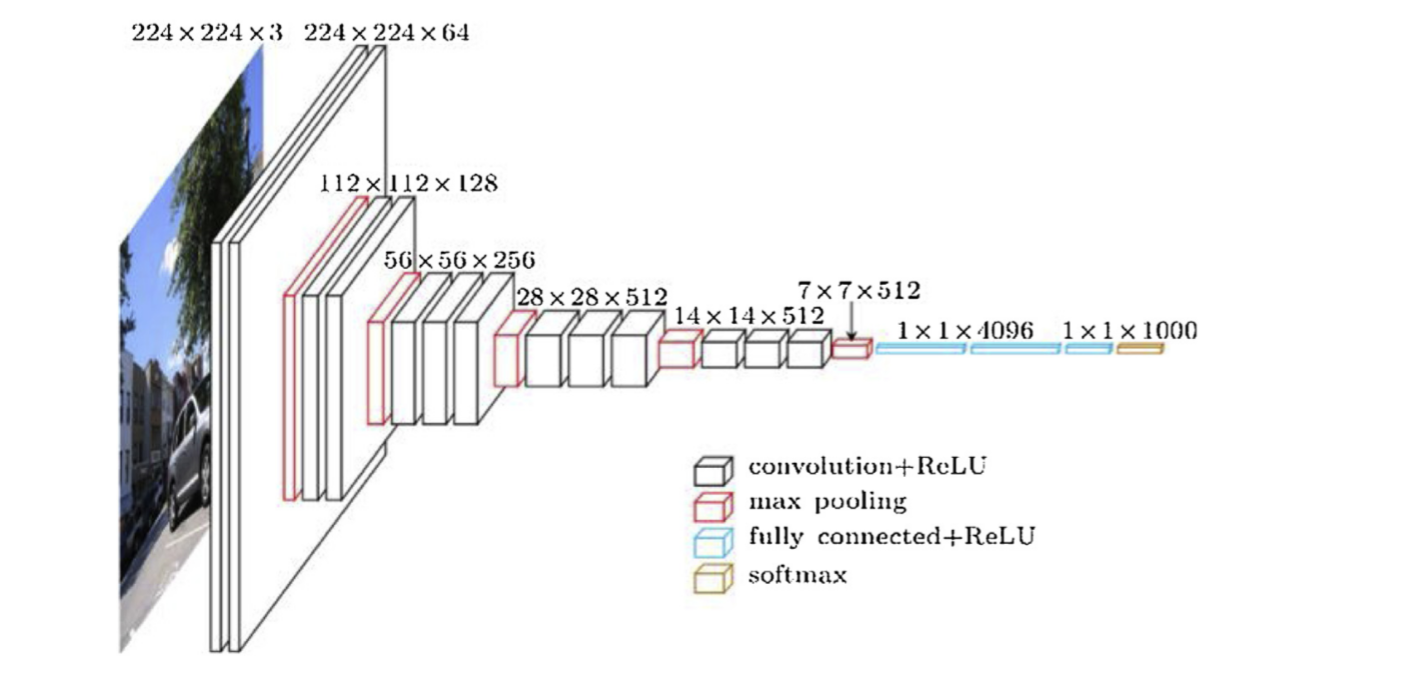 224 × 224 × 3
224 × 224 × 64
112 × 112 × 128
56 × 56 × 256
28 × 28 × 512
14 × 14 × 512
7 × 7 × 512
1 × 1 × 4096
1 × 1 × 1000
convolution+ReLU
max pooling
fully connected+ReLU
softmax